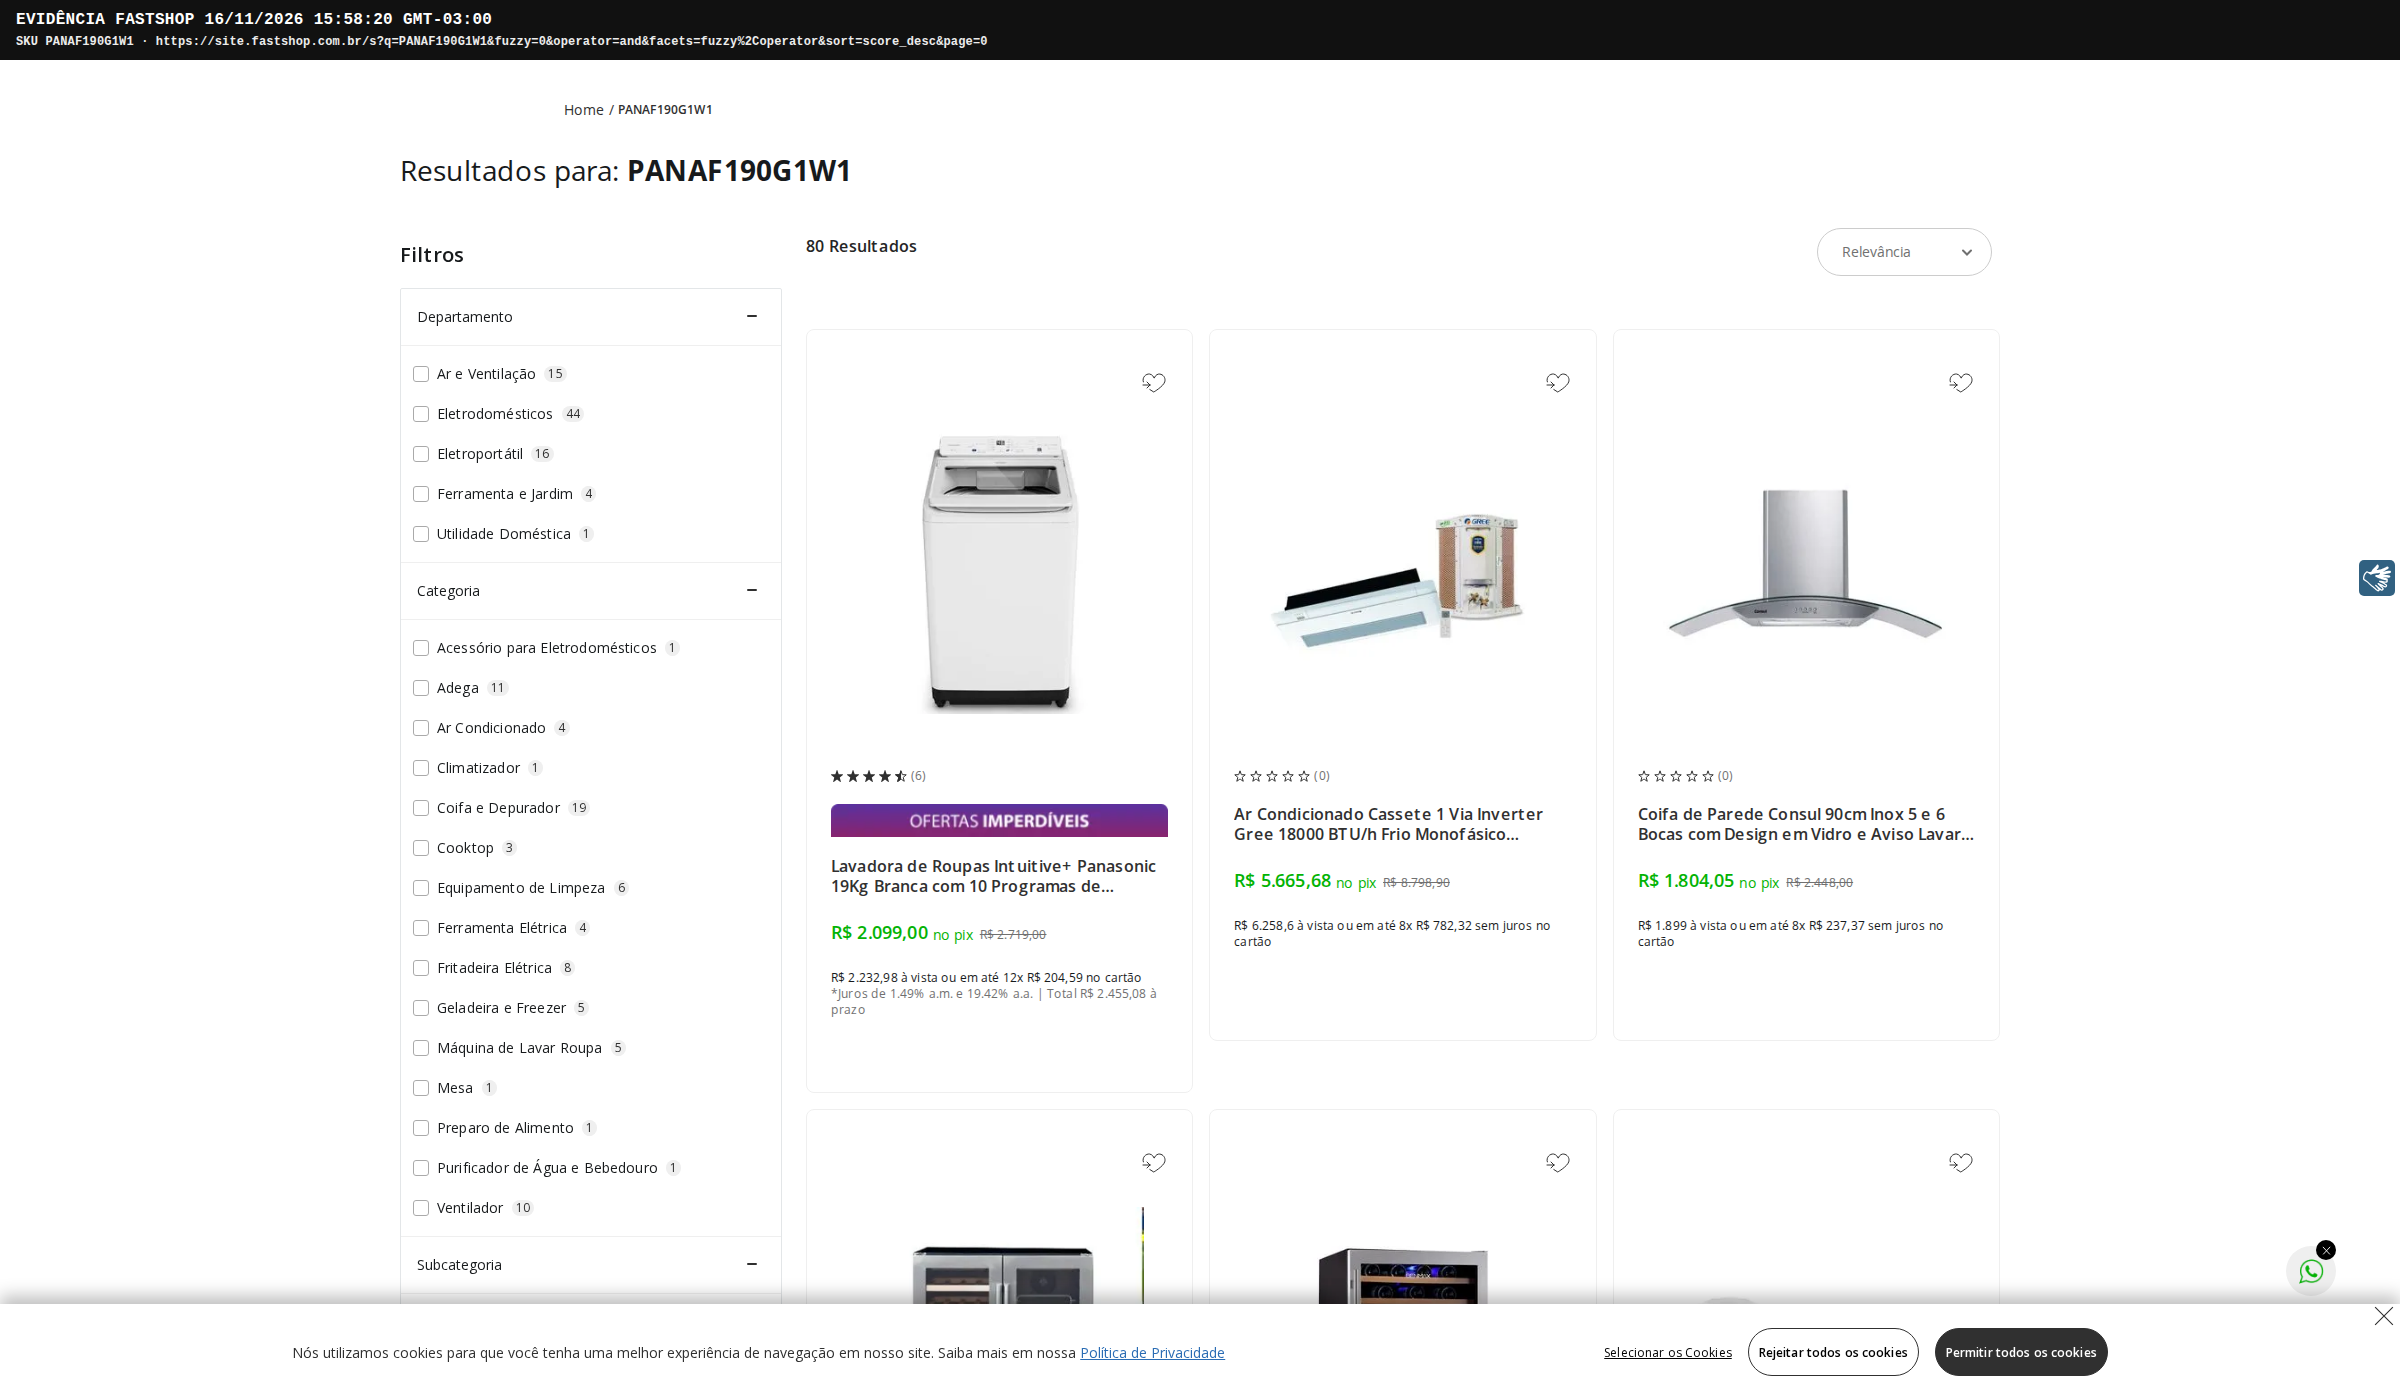 EVIDÊNCIA FASTSHOP 16/11/2026 15:58:20 GMT-03:00
SKU PANAF190G1W1 · https://site.fastshop.com.br/s?q=PANAF190G1W1&fuzzy=0&operator=and&facets=fuzzy%2Coperator&sort=score_desc&page=0
Home / PANAF190G1W1
Resultados para: PANAF190G1W1
Filtros
80 Resultados
Relevância
Departamento
Ar e Ventilação 15
Eletrodomésticos 44
Eletroportátil 16
Ferramenta e Jardim 4
Utilidade Doméstica 1
Categoria
Acessório para Eletrodomésticos 1
Adega 11
Ar Condicionado 4
Climatizador 1
Coifa e Depurador 19
Cooktop 3
Equipamento de Limpeza 6
Ferramenta Elétrica 4
Fritadeira Elétrica 8
Geladeira e Freezer 5
Máquina de Lavar Roupa 5
Mesa 1
Preparo de Alimento 1
Purificador de Água e Bebedouro 1
Ventilador 10
Subcategoria
(6)
OFERTAS IMPERDÍVEIS
Lavadora de Roupas Intuitive+ Panasonic
19Kg Branca com 10 Programas de...
R$ 2.099,00 no pix R$ 2.719,00
R$ 2.232,98 à vista ou em até 12x R$ 204,59 no cartão
*Juros de 1.49% a.m. e 19.42% a.a. | Total R$ 2.455,08 à
prazo
GREE
(0)
Ar Condicionado Cassete 1 Via Inverter
Gree 18000 BTU/h Frio Monofásico...
R$ 5.665,68 no pix R$ 8.798,90
R$ 6.258,6 à vista ou em até 8x R$ 782,32 sem juros no
cartão
(0)
Coifa de Parede Consul 90cm Inox 5 e 6
Bocas com Design em Vidro e Aviso Lavar...
R$ 1.804,05 no pix R$ 2.448,00
R$ 1.899 à vista ou em até 8x R$ 237,37 sem juros no
cartão
Nós utilizamos cookies para que você tenha uma melhor experiência de navegação em nosso site. Saiba mais em nossa Política de Privacidade
Selecionar os Cookies
Rejeitar todos os cookies
Permitir todos os cookies